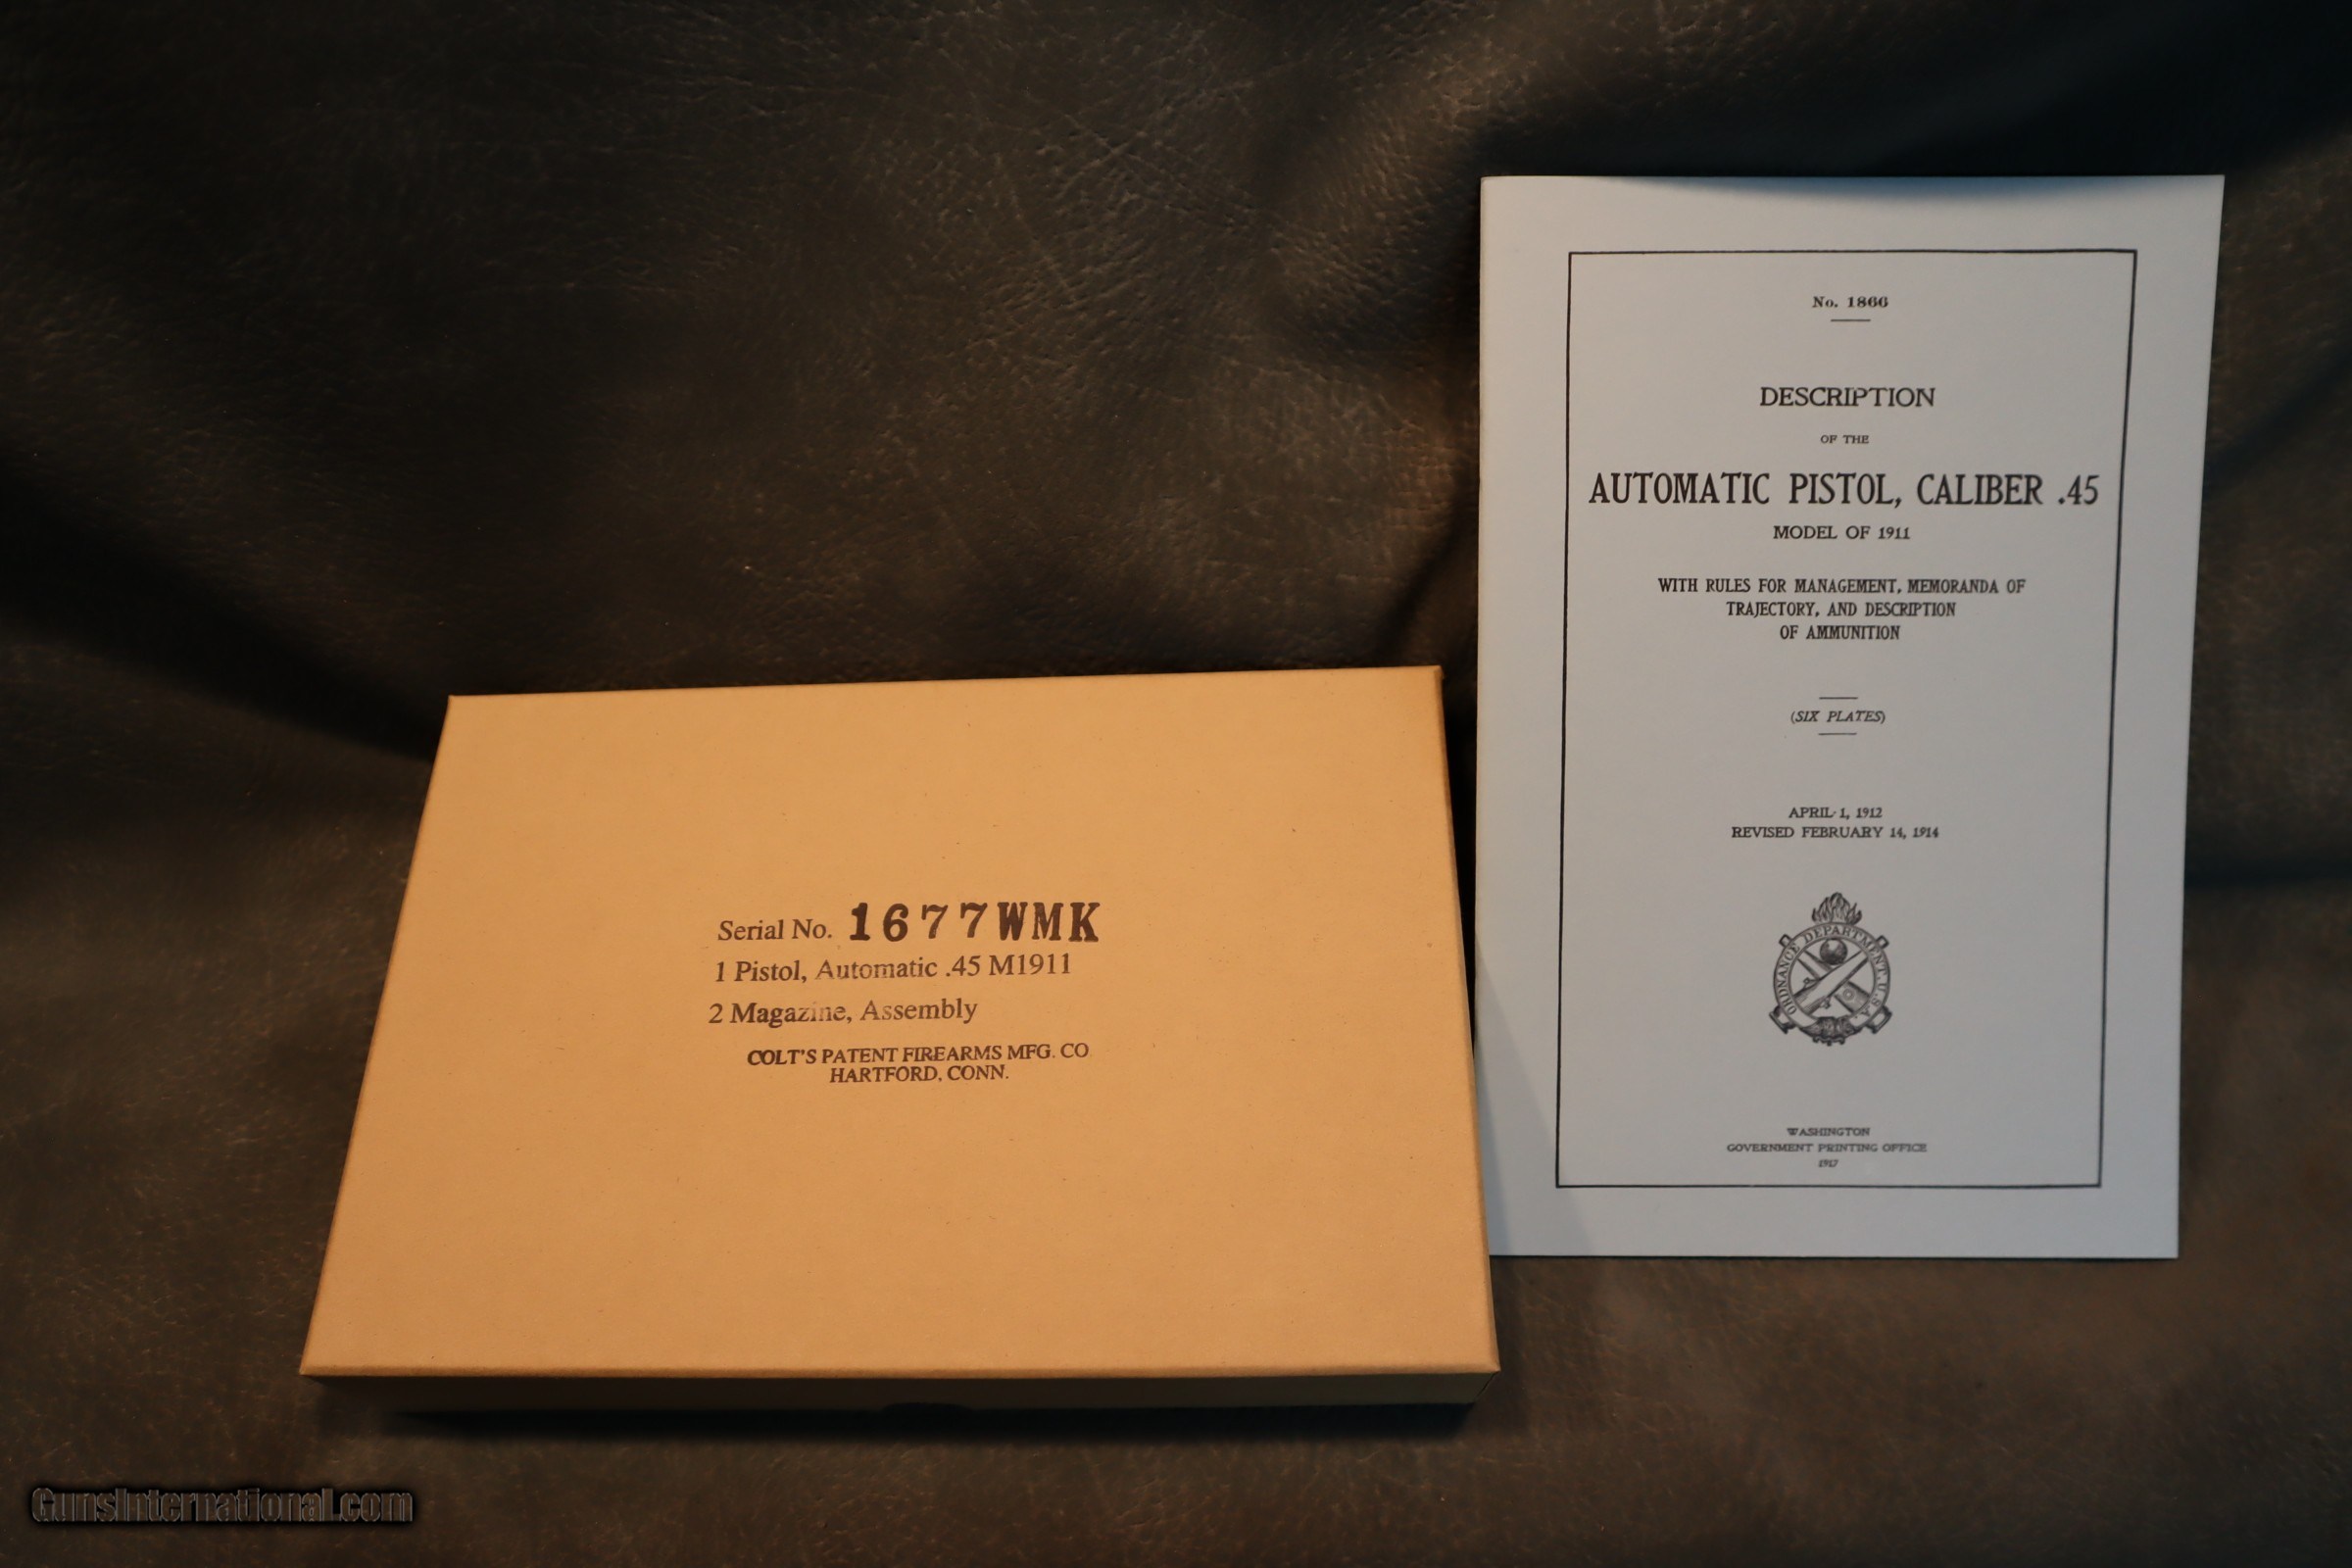 Serial No. 1677WMK
1 Pistol, Automatic .45 M1911
2 Magazine, Assembly
COLT'S PATENT FIREARMS MFG. CO
HARTFORD, CONN.
No. 1866
DESCRIPTION
OF THE
AUTOMATIC PISTOL, CALIBER .45
MODEL OF 1911
WITH RULES FOR MANAGEMENT, MEMORANDA OF
TRAJECTORY, AND DESCRIPTION
OF AMMUNITION
(SIX PLATES)
APRIL 1, 1912
REVISED FEBRUARY 14, 1914
ORDNANCE DEPARTMENT. U.S.A.
WASHINGTON
GOVERNMENT PRINTING OFFICE
1917
GunsInternational.com